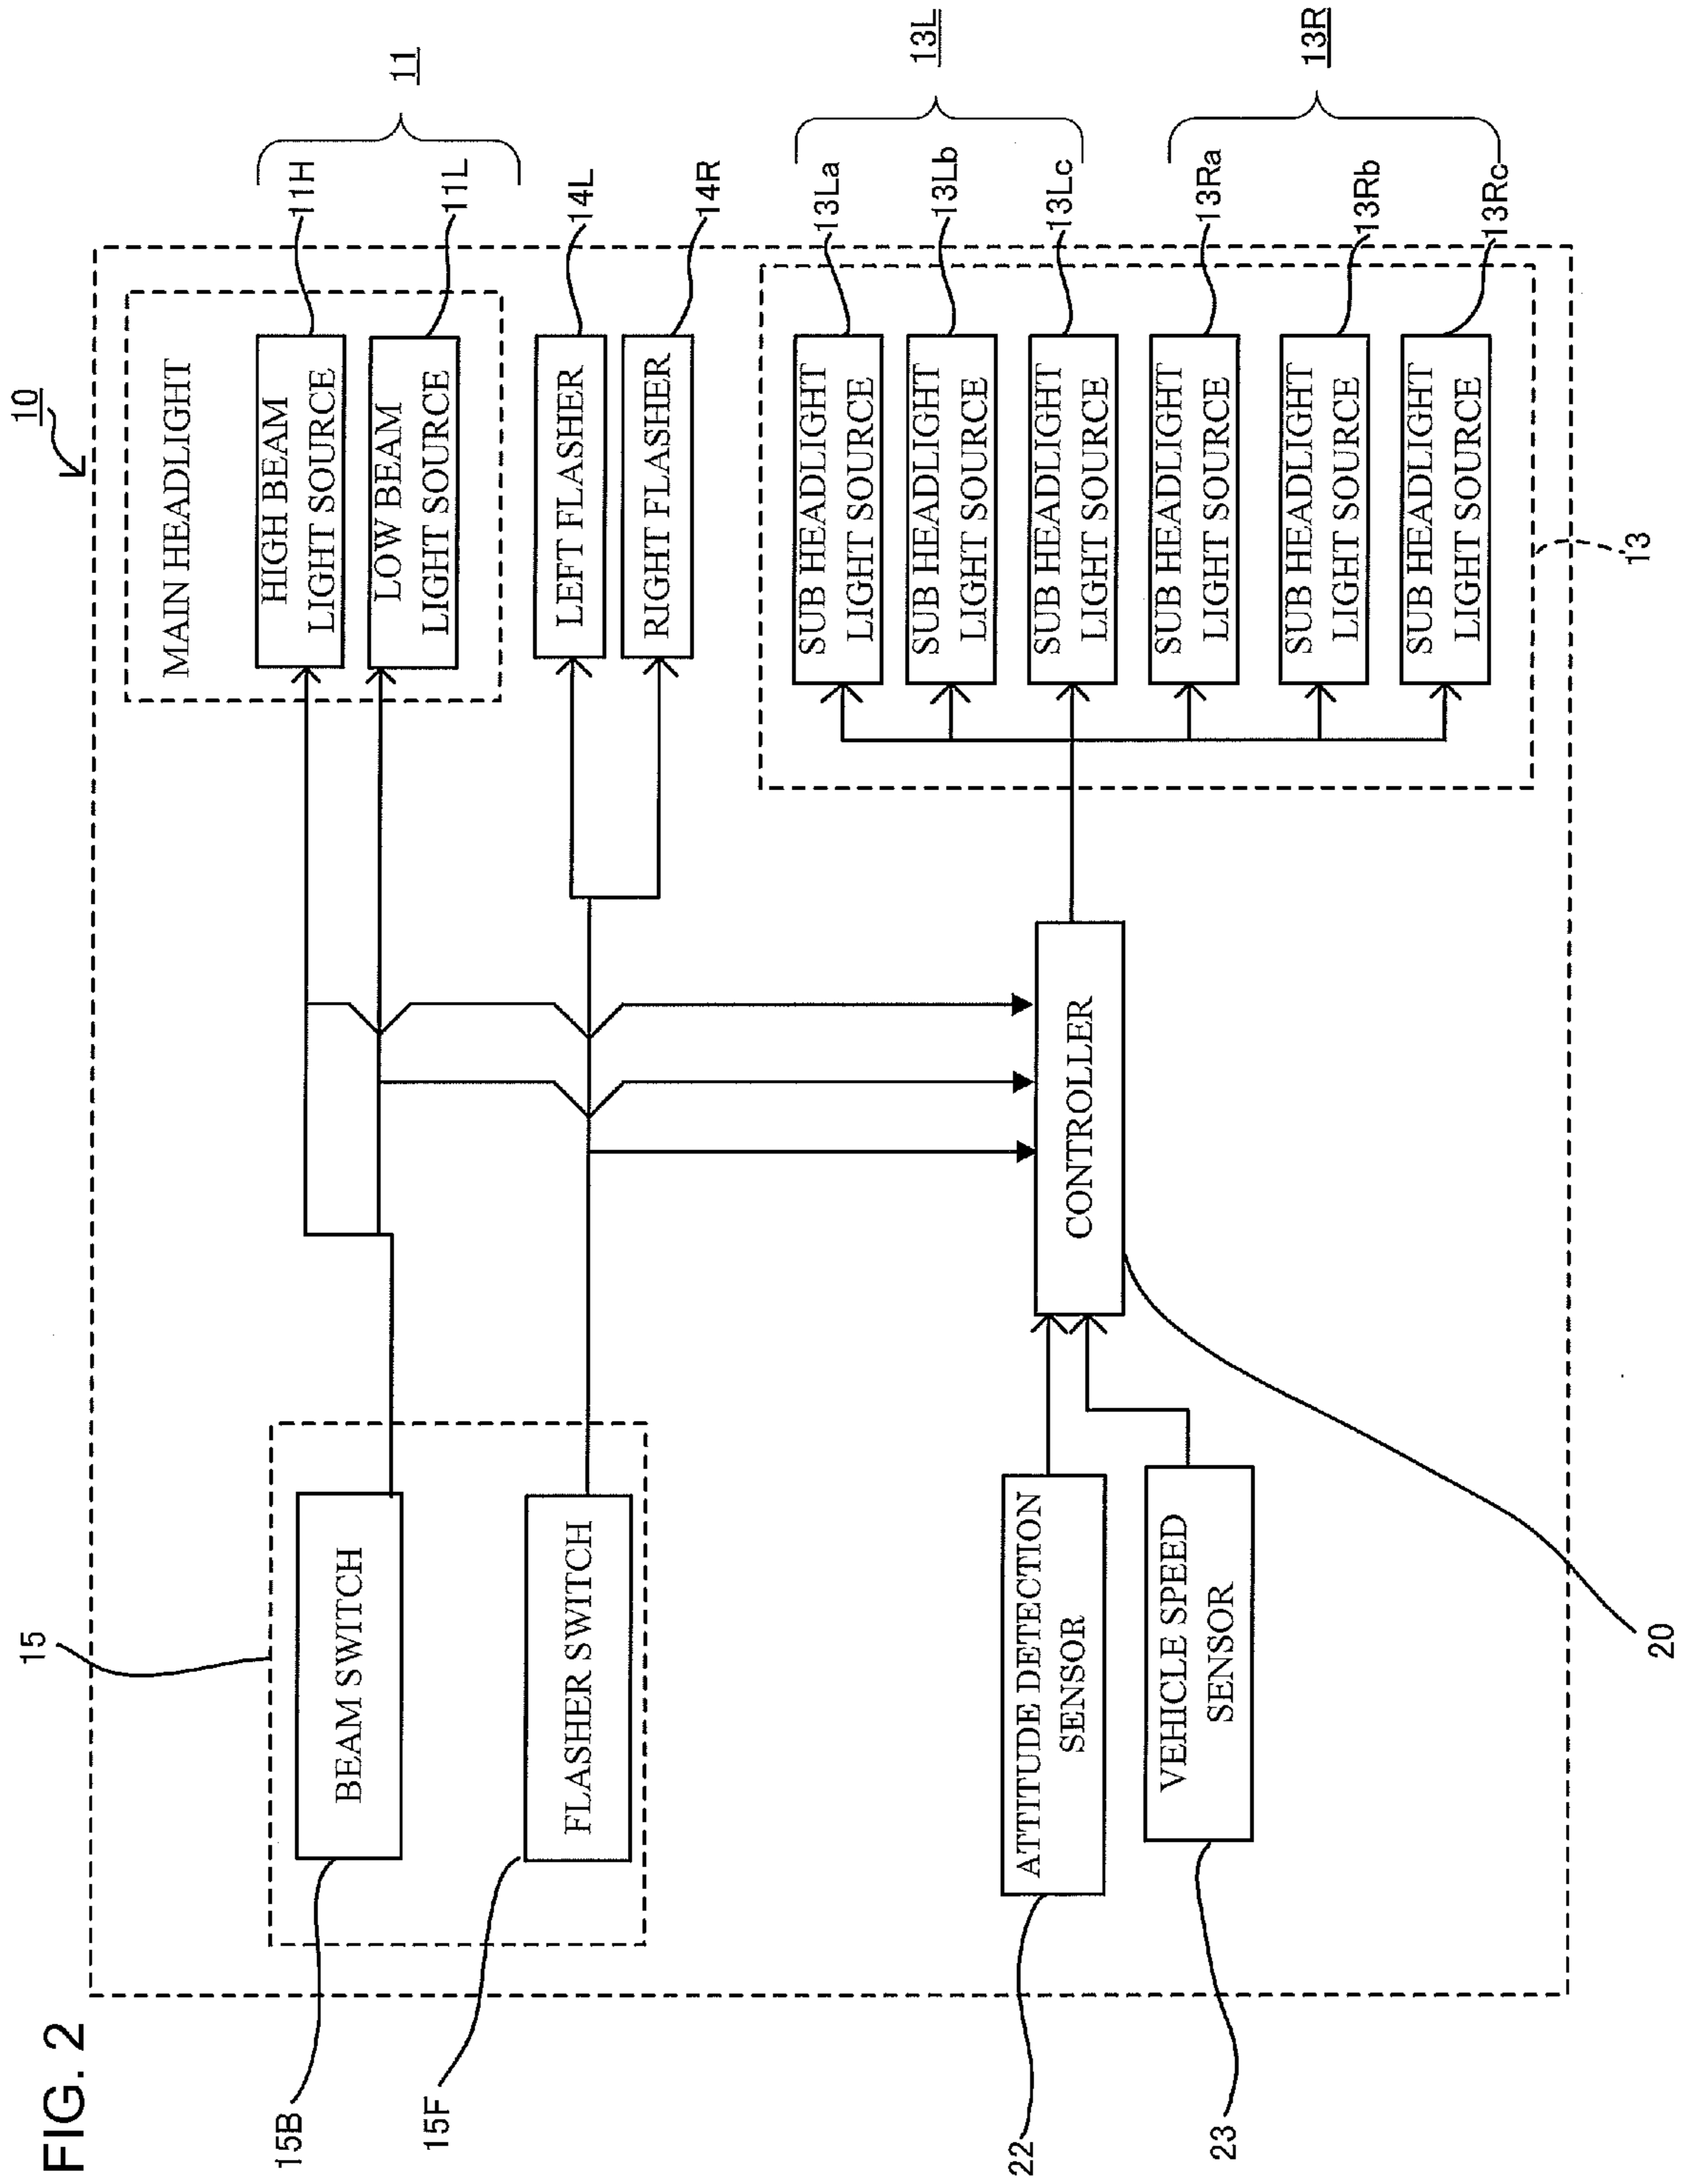 FIG. 2
10
15
15B
15F
BEAM SWITCH
FLASHER SWITCH
MAIN HEADLIGHT
HIGH BEAM
LIGHT SOURCE
LOW BEAM
LIGHT SOURCE
11H
11L
11
LEFT FLASHER
14L
RIGHT FLASHER
14R
22
ATTITUDE DETECTION
SENSOR
23
VEHICLE SPEED
SENSOR
CONTROLLER
20
SUB HEADLIGHT
LIGHT SOURCE
13La
SUB HEADLIGHT
LIGHT SOURCE
13Lb
SUB HEADLIGHT
LIGHT SOURCE
13Lc
13L
SUB HEADLIGHT
LIGHT SOURCE
13Ra
SUB HEADLIGHT
LIGHT SOURCE
13Rb
SUB HEADLIGHT
LIGHT SOURCE
13Rc
13R
13